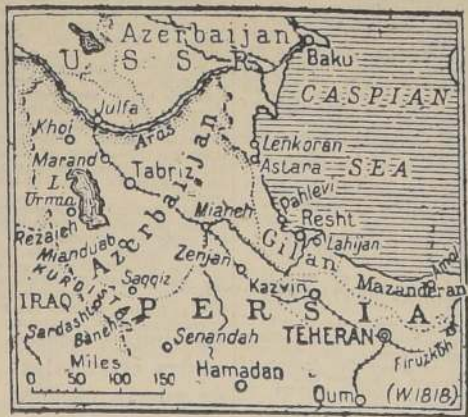 Azerbaijan
U S S R
Baku
CASPIAN
SEA
Julfa
Khoi
Aras
Marand
Lenkoran
Astara
Tabriz
L. Urmia
Azerbaijan
Pahlevi
Resht
Lahijan
Mianeh
Gilan
Rezaieh
Mianduab
KURDISTAN
Zenjan
Kazvin
Amol
Mazanderan
IRAQ
Saqqiz
PERSIA
Sardasht
Baneh
TEHERAN
Firuzkuh
Senandah
Miles
0 50 100 150
Hamadan
Qum
(W1818)